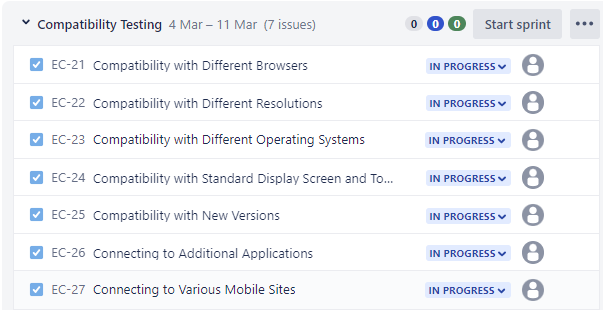 Compatibility Testing 4 Mar – 11 Mar (7 issues) 0 0 0 Start sprint
EC-21 Compatibility with Different Browsers IN PROGRESS
EC-22 Compatibility with Different Resolutions IN PROGRESS
EC-23 Compatibility with Different Operating Systems IN PROGRESS
EC-24 Compatibility with Standard Display Screen and To... IN PROGRESS
EC-25 Compatibility with New Versions IN PROGRESS
EC-26 Connecting to Additional Applications IN PROGRESS
EC-27 Connecting to Various Mobile Sites IN PROGRESS